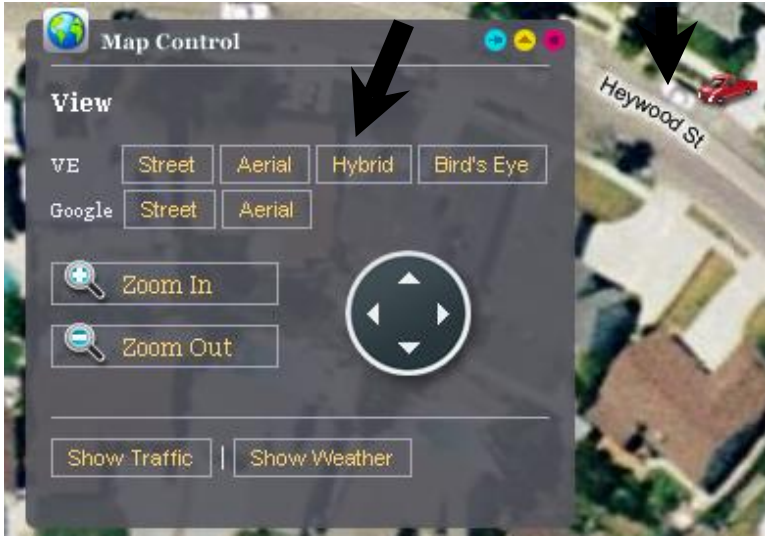 Map Control
Heywood St
View
VE Street Aerial Hybrid Bird's Eye
Google Street Aerial
Zoom In
Zoom Out
Show Traffic | Show Weather